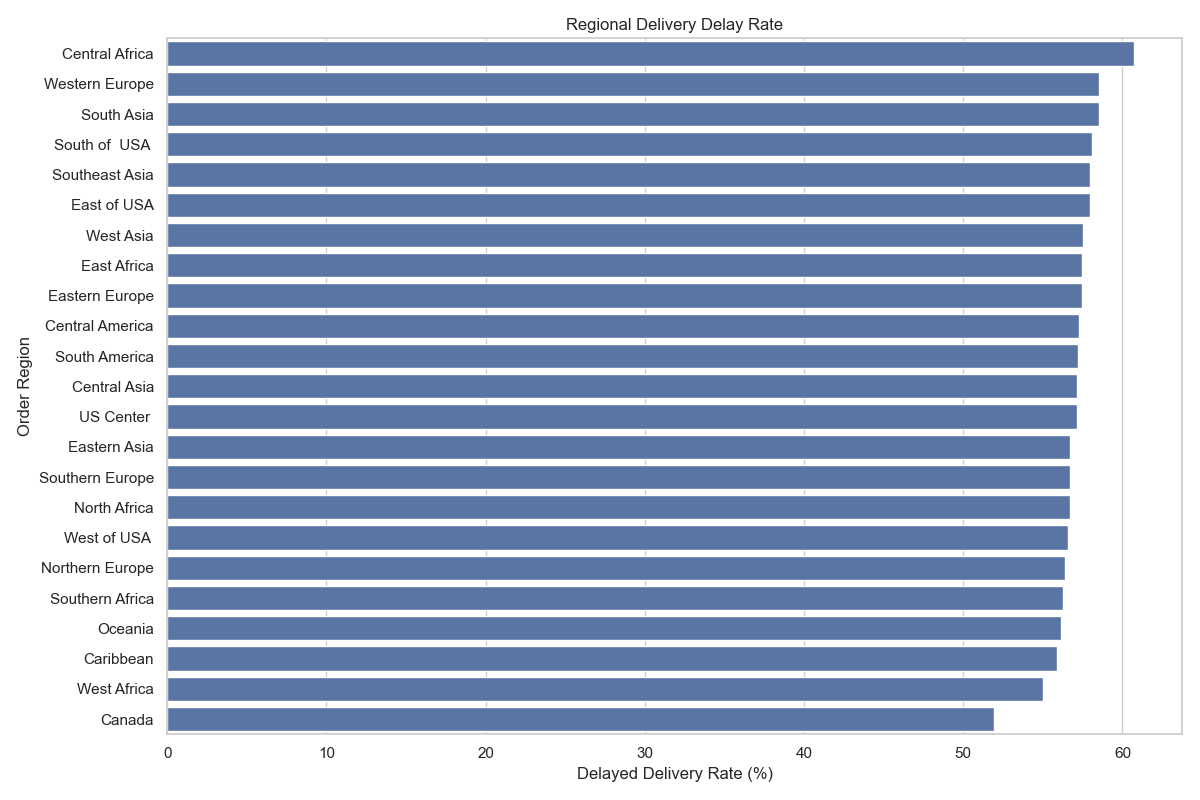 Regional Delivery Delay Rate
Central Africa
Western Europe
South Asia
South of  USA
Southeast Asia
East of USA
West Asia
East Africa
Eastern Europe
Central America
South America
Central Asia
US Center
Eastern Asia
Southern Europe
North Africa
West of USA
Northern Europe
Southern Africa
Oceania
Caribbean
West Africa
Canada
Order Region
0 10 20 30 40 50 60
Delayed Delivery Rate (%)